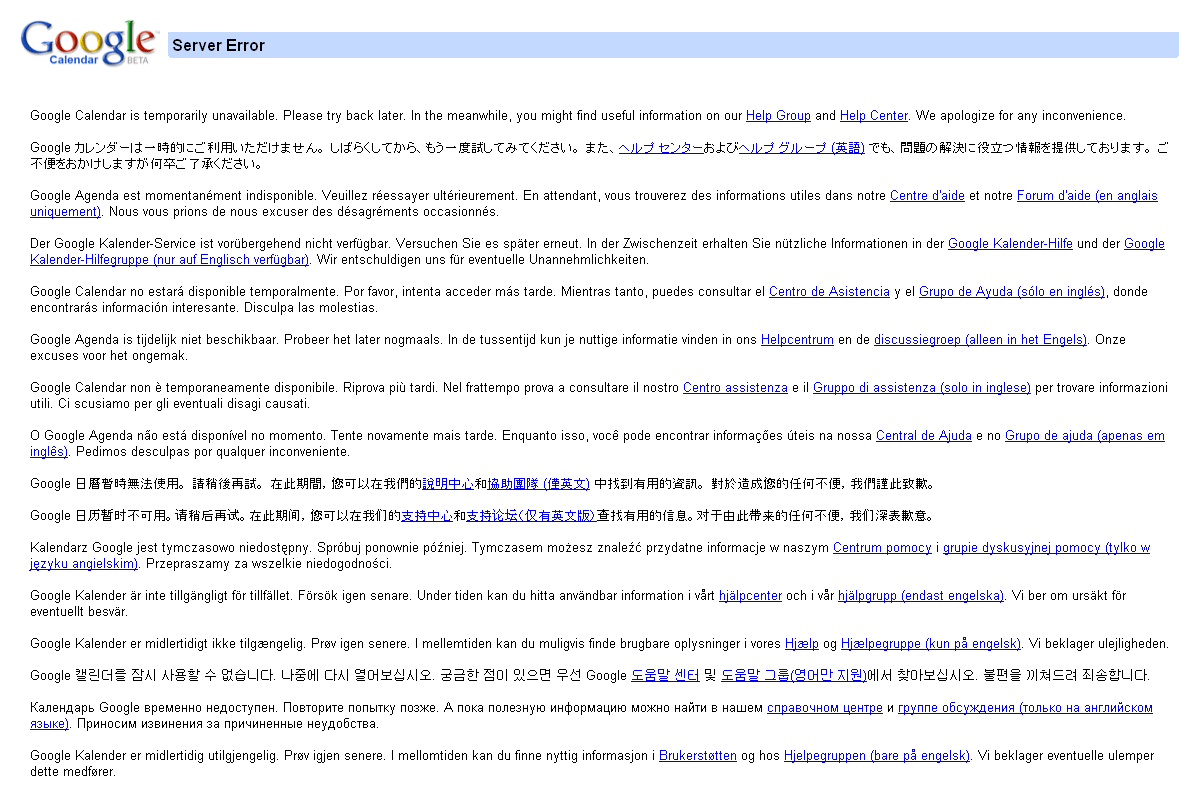 Google
Calendar BETA
Server Error
Google Calendar is temporarily unavailable. Please try back later. In the meanwhile, you might find useful information on our Help Group and Help Center. We apologize for any inconvenience.
Google カレンダーは一時的にご利用いただけません。しばらくしてから、もう一度試してみてください。また、ヘルプ センターおよびヘルプ グループ (英語) でも、問題の解決に役立つ情報を提供しております。ご
不便をおかけしますが何卒ご了承ください。
Google Agenda est momentanément indisponible. Veuillez réessayer ultérieurement. En attendant, vous trouverez des informations utiles dans notre Centre d'aide et notre Forum d'aide (en anglais
uniquement). Nous vous prions de nous excuser des désagréments occasionnés.
Der Google Kalender-Service ist vorübergehend nicht verfügbar. Versuchen Sie es später erneut. In der Zwischenzeit erhalten Sie nützliche Informationen in der Google Kalender-Hilfe und der Google
Kalender-Hilfegruppe (nur auf Englisch verfügbar). Wir entschuldigen uns für eventuelle Unannehmlichkeiten.
Google Calendar no estará disponible temporalmente. Por favor, intenta acceder más tarde. Mientras tanto, puedes consultar el Centro de Asistencia y el Grupo de Ayuda (sólo en inglés), donde
encontrarás información interesante. Disculpa las molestias.
Google Agenda is tijdelijk niet beschikbaar. Probeer het later nogmaals. In de tussentijd kun je nuttige informatie vinden in ons Helpcentrum en de discussiegroep (alleen in het Engels). Onze
excuses voor het ongemak.
Google Calendar non è temporaneamente disponibile. Riprova più tardi. Nel frattempo prova a consultare il nostro Centro assistenza e il Gruppo di assistenza (solo in inglese) per trovare informazioni
utili. Ci scusiamo per gli eventuali disagi causati.
O Google Agenda não está disponível no momento. Tente novamente mais tarde. Enquanto isso, você pode encontrar informações úteis na nossa Central de Ajuda e no Grupo de ajuda (apenas em
inglês). Pedimos desculpas por qualquer inconveniente.
Google 日曆暫時無法使用。請稍後再試。在此期間，您可以在我們的說明中心和協助團隊 (僅英文) 中找到有用的資訊。對於造成您的任何不便，我們謹此致歉。
Google 日历暂时不可用。请稍后再试。在此期间，您可以在我们的支持中心和支持论坛（仅有英文版）查找有用的信息。对于由此带来的任何不便，我们深表歉意。
Kalendarz Google jest tymczasowo niedostępny. Spróbuj ponownie później. Tymczasem możesz znaleźć przydatne informacje w naszym Centrum pomocy i grupie dyskusyjnej pomocy (tylko w
języku angielskim). Przepraszamy za wszelkie niedogodności.
Google Kalender är inte tillgängligt för tillfället. Försök igen senare. Under tiden kan du hitta användbar information i vårt hjälpcenter och i vår hjälpgrupp (endast engelska). Vi ber om ursäkt för
eventuellt besvär.
Google Kalender er midlertidigt ikke tilgængelig. Prøv igen senere. I mellemtiden kan du muligvis finde brugbare oplysninger i vores Hjælp og Hjælpegruppe (kun på engelsk). Vi beklager ulejligheden.
Google 캘린더를 잠시 사용할 수 없습니다. 나중에 다시 열어보십시오. 궁금한 점이 있으면 우선 Google 도움말 센터 및 도움말 그룹(영어만 지원)에서 찾아보십시오. 불편을 끼쳐드려 죄송합니다.
Календарь Google временно недоступен. Повторите попытку позже. А пока полезную информацию можно найти в нашем справочном центре и группе обсуждения (только на английском
языке). Приносим извинения за причиненные неудобства.
Google Kalender er midlertidig utilgjengelig. Prøv igjen senere. I mellomtiden kan du finne nyttig informasjon i Brukerstøtten og hos Hjelpegruppen (bare på engelsk). Vi beklager eventuelle ulemper
dette medfører.